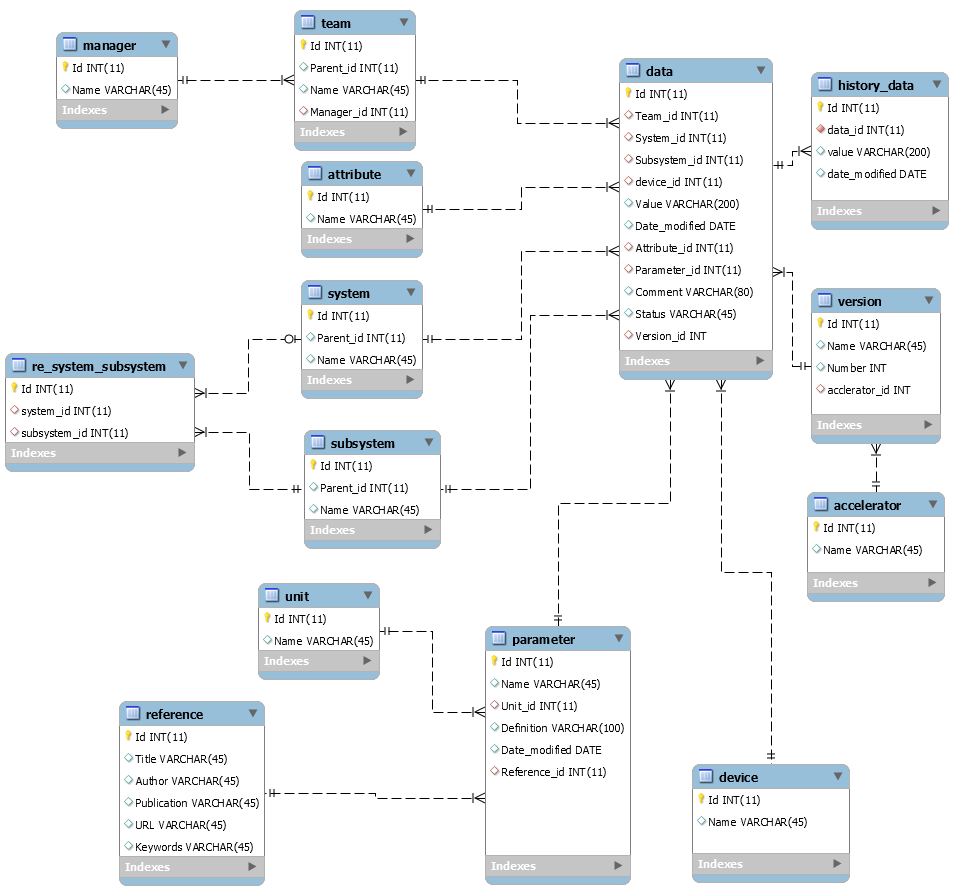 manager
Id INT(11)
Name VARCHAR(45)
Indexes
team
Id INT(11)
Parent_id INT(11)
Name VARCHAR(45)
Manager_id INT(11)
Indexes
attribute
Id INT(11)
Name VARCHAR(45)
Indexes
system
Id INT(11)
Parent_id INT(11)
Name VARCHAR(45)
Indexes
re_system_subsystem
Id INT(11)
system_id INT(11)
subsystem_id INT(11)
Indexes
subsystem
Id INT(11)
Parent_id INT(11)
Name VARCHAR(45)
Indexes
data
Id INT(11)
Team_id INT(11)
System_id INT(11)
Subsystem_id INT(11)
device_id INT(11)
Value VARCHAR(200)
Date_modified DATE
Attribute_id INT(11)
Parameter_id INT(11)
Comment VARCHAR(80)
Status VARCHAR(45)
Version_id INT
Indexes
history_data
Id INT(11)
data_id INT(11)
value VARCHAR(200)
date_modified DATE
Indexes
version
Id INT(11)
Name VARCHAR(45)
Number INT
acclerator_id INT
Indexes
accelerator
Id INT(11)
Name VARCHAR(45)
Indexes
unit
Id INT(11)
Name VARCHAR(45)
Indexes
reference
Id INT(11)
Title VARCHAR(45)
Author VARCHAR(45)
Publication VARCHAR(45)
URL VARCHAR(45)
Keywords VARCHAR(45)
Indexes
parameter
Id INT(11)
Name VARCHAR(45)
Unit_id INT(11)
Definition VARCHAR(100)
Date_modified DATE
Reference_id INT(11)
Indexes
device
Id INT(11)
Name VARCHAR(45)
Indexes